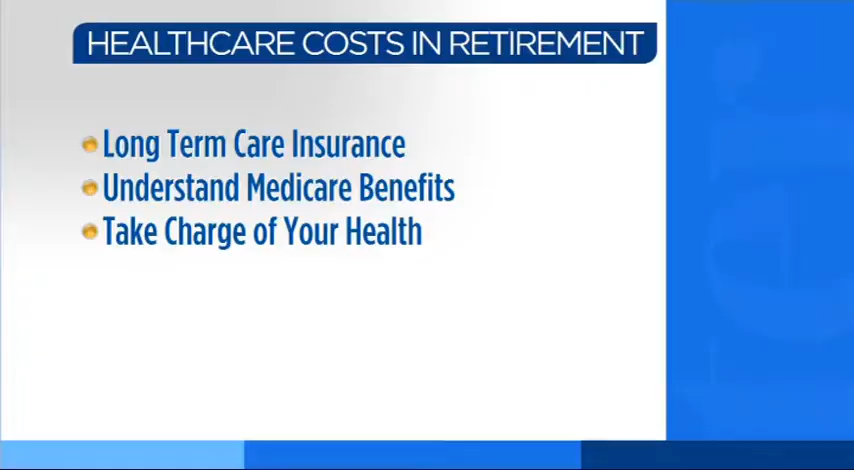 HEALTHCARE COSTS IN RETIREMENT
Long Term Care Insurance
Understand Medicare Benefits
Take Charge of Your Health